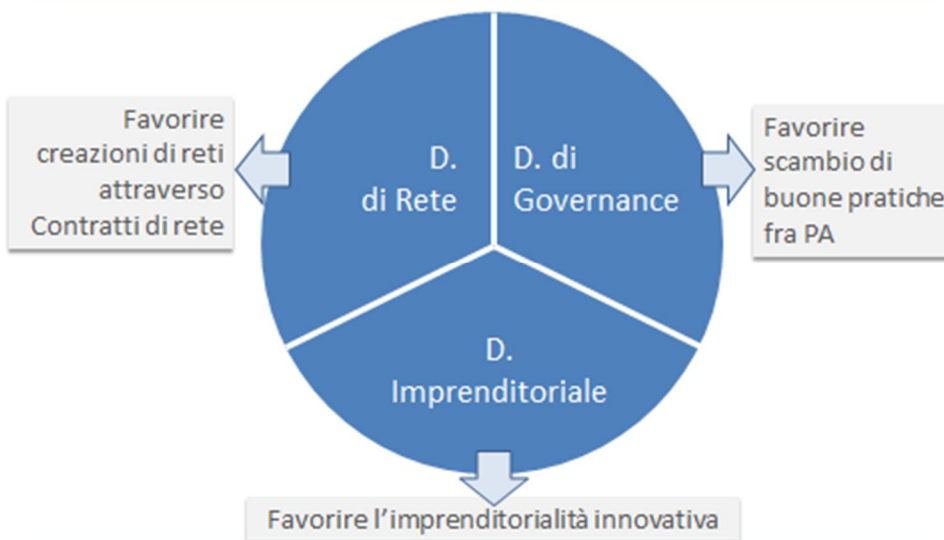 Favorire
creazioni di reti
attraverso
Contratti di rete
D.
di Rete
D. di
Governance
Favorire
scambio di
buone pratiche
fra PA
D.
Imprenditoriale
Favorire l'imprenditorialità innovativa